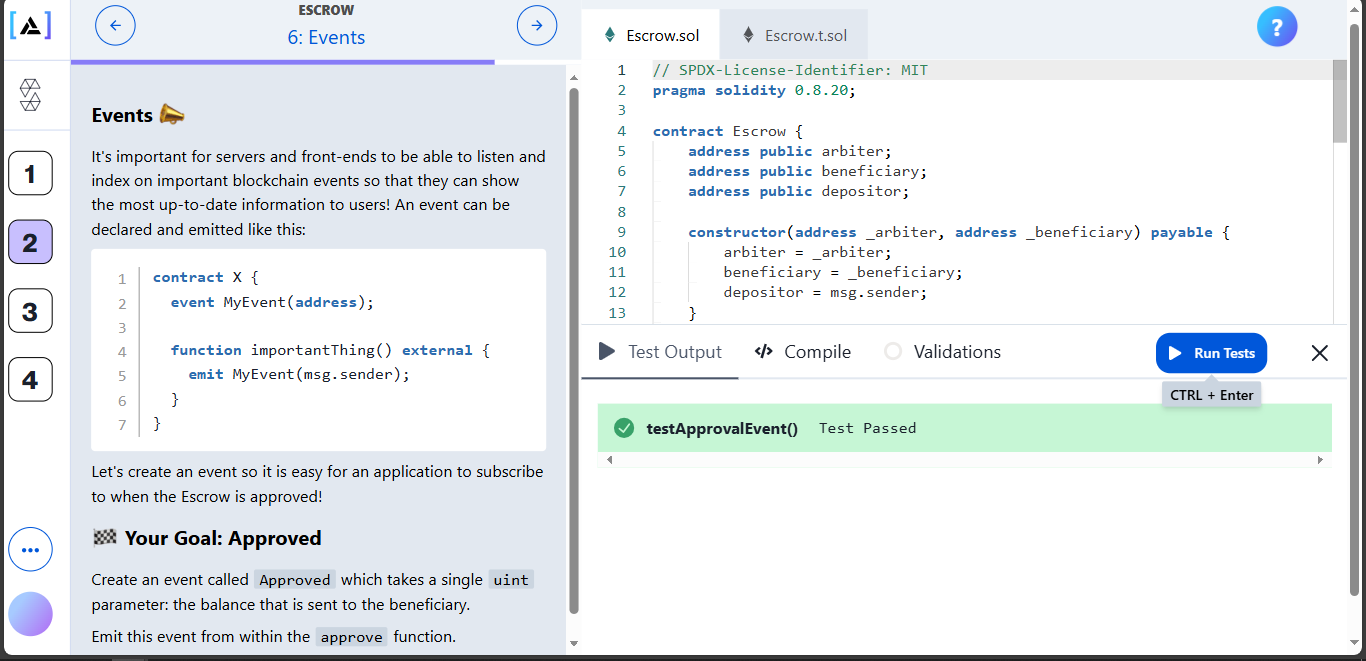 ESCROW
6: Events
1
2
3
4
Events
It's important for servers and front-ends to be able to listen and
index on important blockchain events so that they can show
the most up-to-date information to users! An event can be
declared and emitted like this:
1 contract X {
2 event MyEvent(address);
3
4 function importantThing() external {
5 emit MyEvent(msg.sender);
6 }
7 }
Let's create an event so it is easy for an application to subscribe
to when the Escrow is approved!
Your Goal: Approved
Create an event called Approved which takes a single uint
parameter: the balance that is sent to the beneficiary.
Emit this event from within the approve function.
Escrow.sol
Escrow.t.sol
?
1 // SPDX-License-Identifier: MIT
2 pragma solidity 0.8.20;
3
4 contract Escrow {
5 address public arbiter;
6 address public beneficiary;
7 address public depositor;
8
9 constructor(address _arbiter, address _beneficiary) payable {
10 arbiter = _arbiter;
11 beneficiary = _beneficiary;
12 depositor = msg.sender;
13 }
Test Output
Compile
Validations
Run Tests
CTRL + Enter
testApprovalEvent() Test Passed